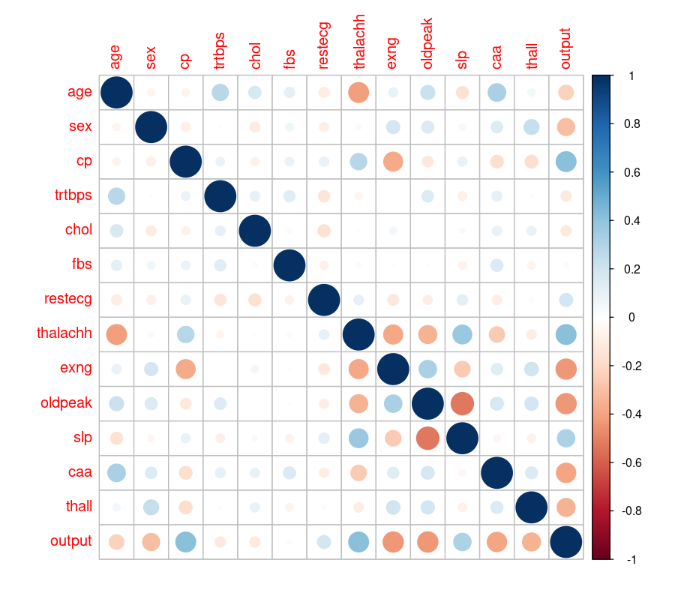 age sex cp trtbps chol fbs restecg thalachh exng oldpeak slp caa thall output
age
sex
cp
trtbps
chol
fbs
restecg
thalachh
exng
oldpeak
slp
caa
thall
output
1
0.8
0.6
0.4
0.2
0
-0.2
-0.4
-0.6
-0.8
-1